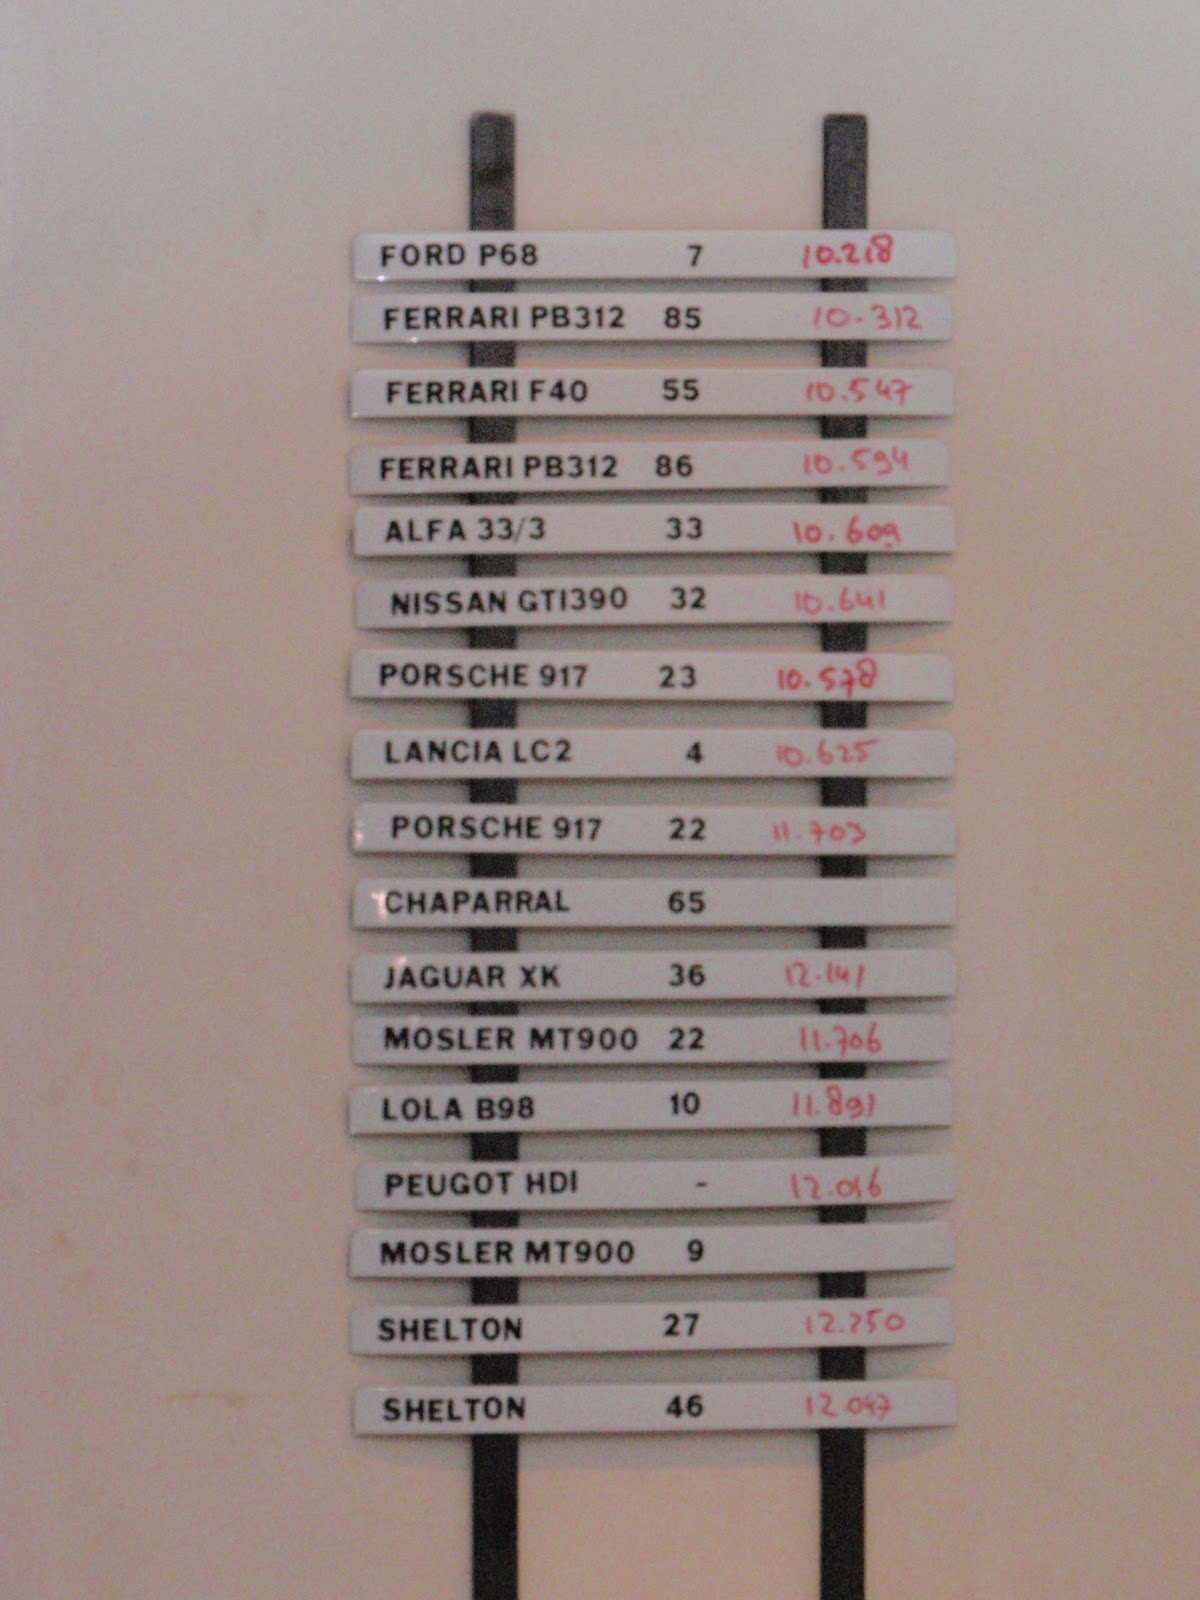 FORD P68 7 10.218
FERRARI PB312 85 10.312
FERRARI F40 55 10.547
FERRARI PB312 86 10.594
ALFA 33/3 33 10.609
NISSAN GTI390 32 10.641
PORSCHE 917 23 10.578
LANCIA LC2 4 10.625
PORSCHE 917 22 11.703
CHAPARRAL 65
JAGUAR XK 36 12.141
MOSLER MT900 22 11.706
LOLA B98 10 11.891
PEUGOT HDI - 12.016
MOSLER MT900 9
SHELTON 27 12.250
SHELTON 46 12.047